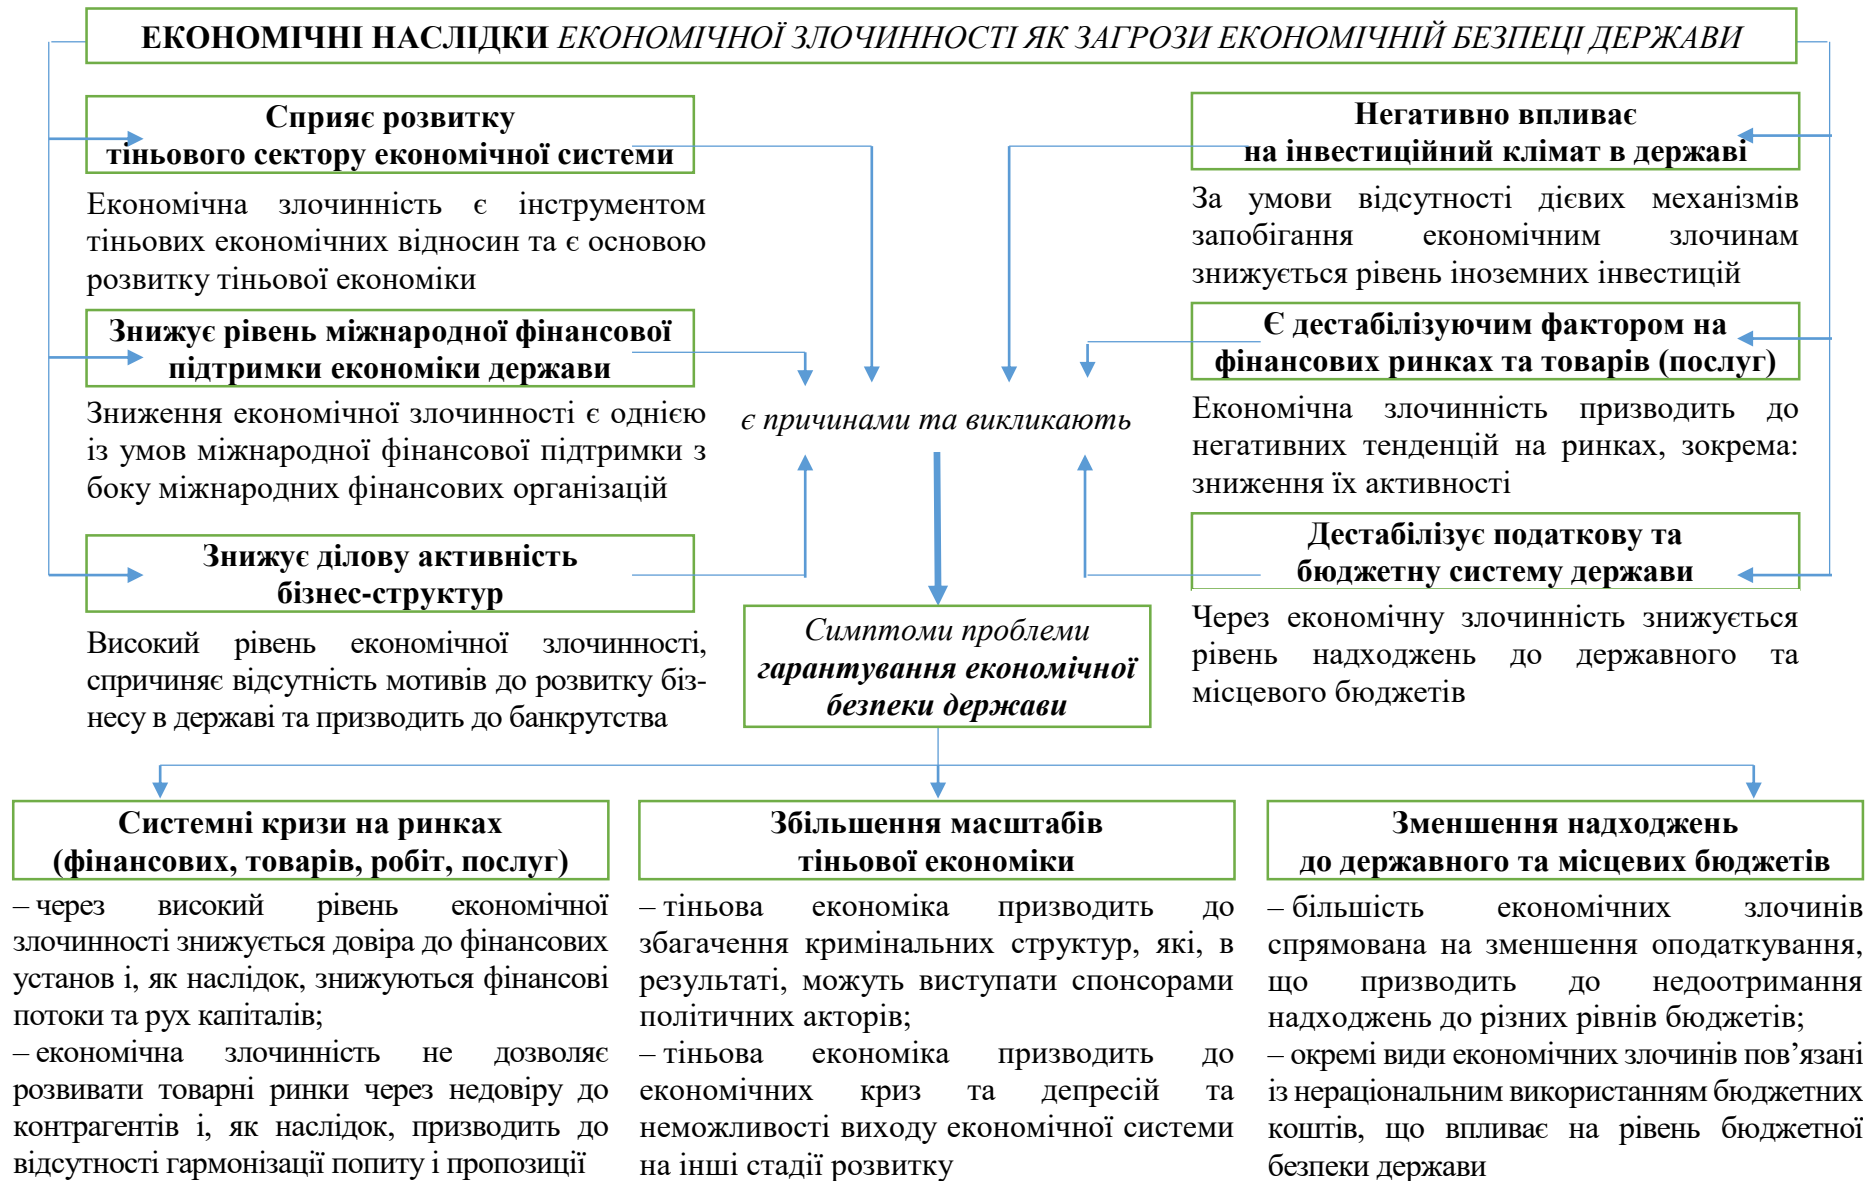 ЕКОНОМІЧНІ НАСЛІДКИ ЕКОНОМІЧНОЇ ЗЛОЧИННОСТІ ЯК ЗАГРОЗИ ЕКОНОМІЧНІЙ БЕЗПЕЦІ ДЕРЖАВИ
Сприяє розвитку
тіньового сектору економічної системи
Економічна злочинність є інструментом
тіньових економічних відносин та є основою
розвитку тіньової економіки
Знижує рівень міжнародної фінансової
підтримки економіки держави
Зниження економічної злочинності є однією
із умов міжнародної фінансової підтримки з
боку міжнародних фінансових організацій
Знижує ділову активність
бізнес-структур
Високий рівень економічної злочинності,
спричиняє відсутність мотивів до розвитку біз-
несу в державі та призводить до банкрутства
Негативно впливає
на інвестиційний клімат в державі
За умови відсутності дієвих механізмів
запобігання економічним злочинам
знижується рівень іноземних інвестицій
Є дестабілізуючим фактором на
фінансових ринках та товарів (послуг)
Економічна злочинність призводить до
негативних тенденцій на ринках, зокрема:
зниження їх активності
Дестабілізує податкову та
бюджетну систему держави
Через економічну злочинність знижується
рівень надходжень до державного та
місцевого бюджетів
є причинами та викликають
Симптоми проблеми
гарантування економічної
безпеки держави
Системні кризи на ринках
(фінансових, товарів, робіт, послуг)
– через високий рівень економічної
злочинності знижується довіра до фінансових
установ і, як наслідок, знижуються фінансові
потоки та рух капіталів;
– економічна злочинність не дозволяє
розвивати товарні ринки через недовіру до
контрагентів і, як наслідок, призводить до
відсутності гармонізації попиту і пропозиції
Збільшення масштабів
тіньової економіки
– тіньова економіка призводить до
збагачення кримінальних структур, які, в
результаті, можуть виступати спонсорами
політичних акторів;
– тіньова економіка призводить до
економічних криз та депресій та
неможливості виходу економічної системи
на інші стадії розвитку
Зменшення надходжень
до державного та місцевих бюджетів
– більшість економічних злочинів
спрямована на зменшення оподаткування,
що призводить до недоотримання
надходжень до різних рівнів бюджетів;
– окремі види економічних злочинів пов’язані
із нераціональним використанням бюджетних
коштів, що впливає на рівень бюджетної
безпеки держави